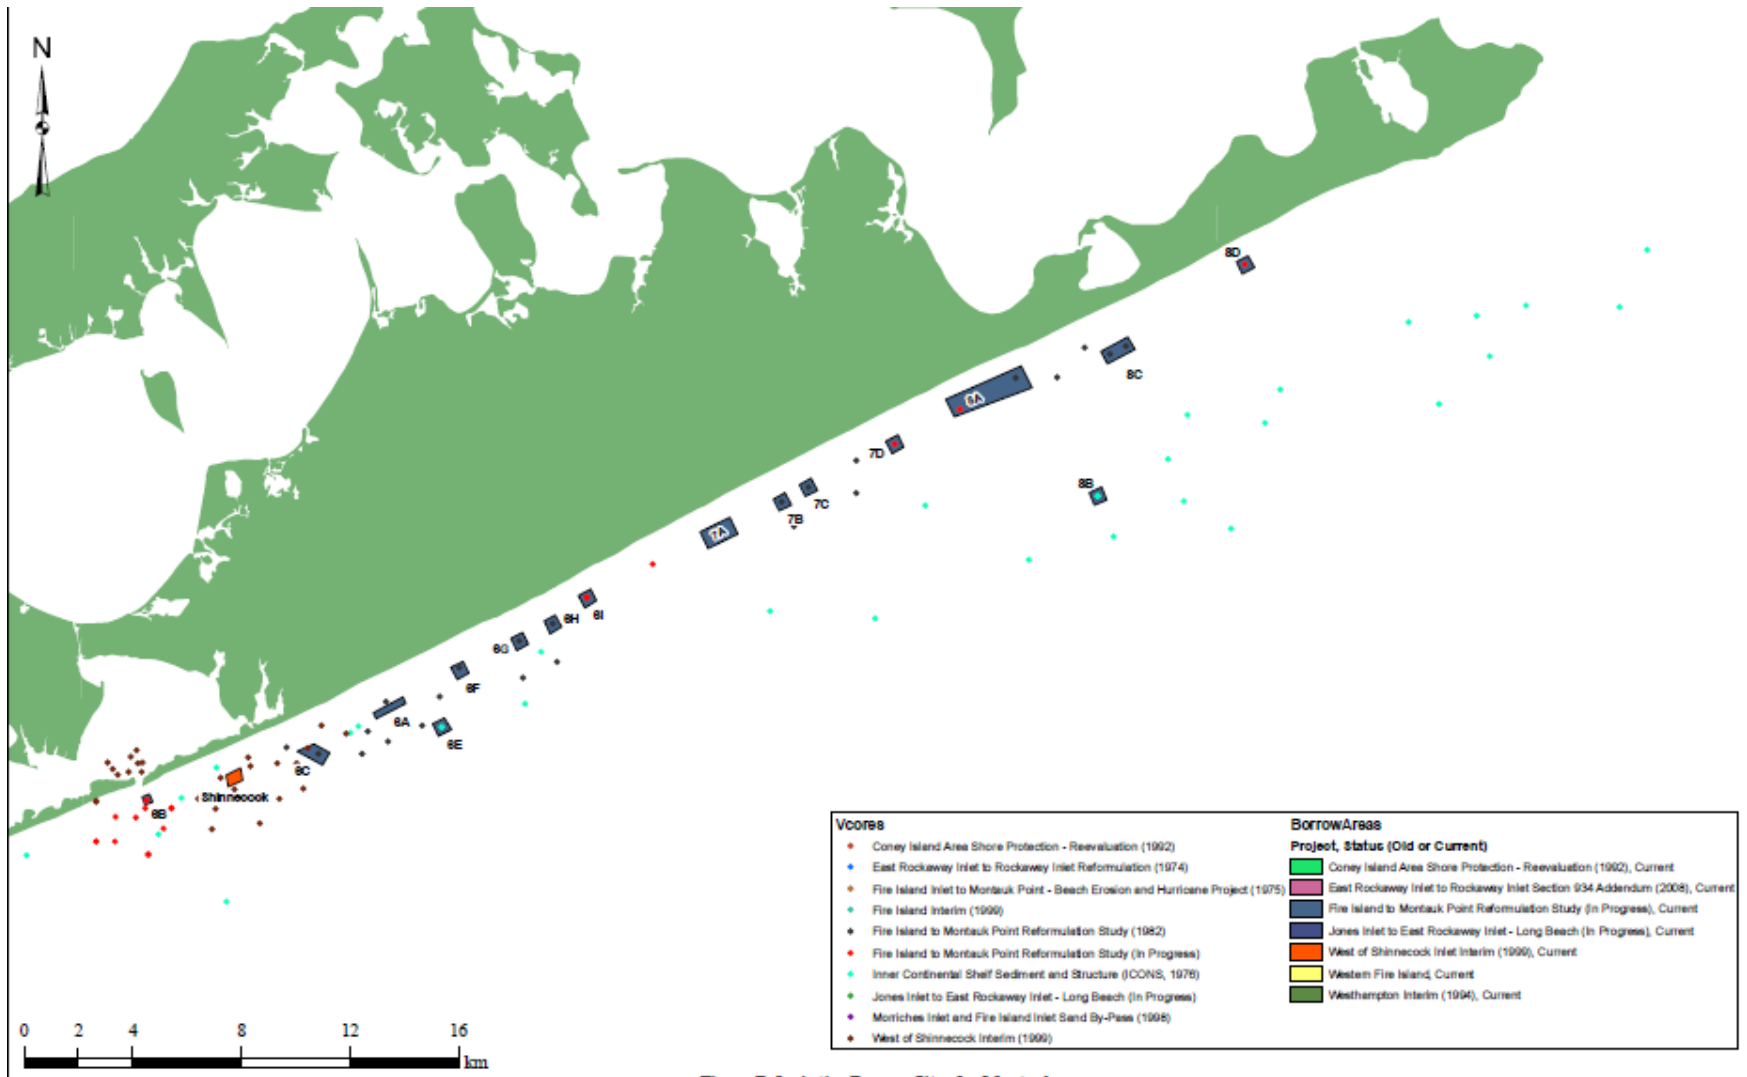 N
8D
8C
8A
7D
8B
7C
7B
7A
6I
6H
6G
6F
6A
6E
6C
Shinnecock
6B
Vcores
Coney Island Area Shore Protection - Reevaluation (1992)
East Rockaway Inlet to Rockaway Inlet Reformulation (1974)
Fire Island Inlet to Montauk Point - Beach Erosion and Hurricane Project (1975)
Fire Island Interim (1999)
Fire Island to Montauk Point Reformulation Study (1982)
Fire Island to Montauk Point Reformulation Study (In Progress)
Inner Continental Shelf Sediment and Structure (ICONS, 1976)
Jones Inlet to East Rockaway Inlet - Long Beach (In Progress)
Morriches Inlet and Fire Island Inlet Sand By-Pass (1998)
West of Shinnecock Interim (1999)
BorrowAreas
Project, Status (Old or Current)
Coney Island Area Shore Protection - Reevaluation (1992), Current
East Rockaway Inlet to Rockaway Inlet Section 934 Addendum (2008), Current
Fire Island to Montauk Point Reformulation Study (In Progress), Current
Jones Inlet to East Rockaway Inlet - Long Beach (In Progress), Current
West of Shinnecock Inlet Interim (1999), Current
Western Fire Island, Current
Westhampton Interim (1994), Current
0 2 4 8 12 16
km